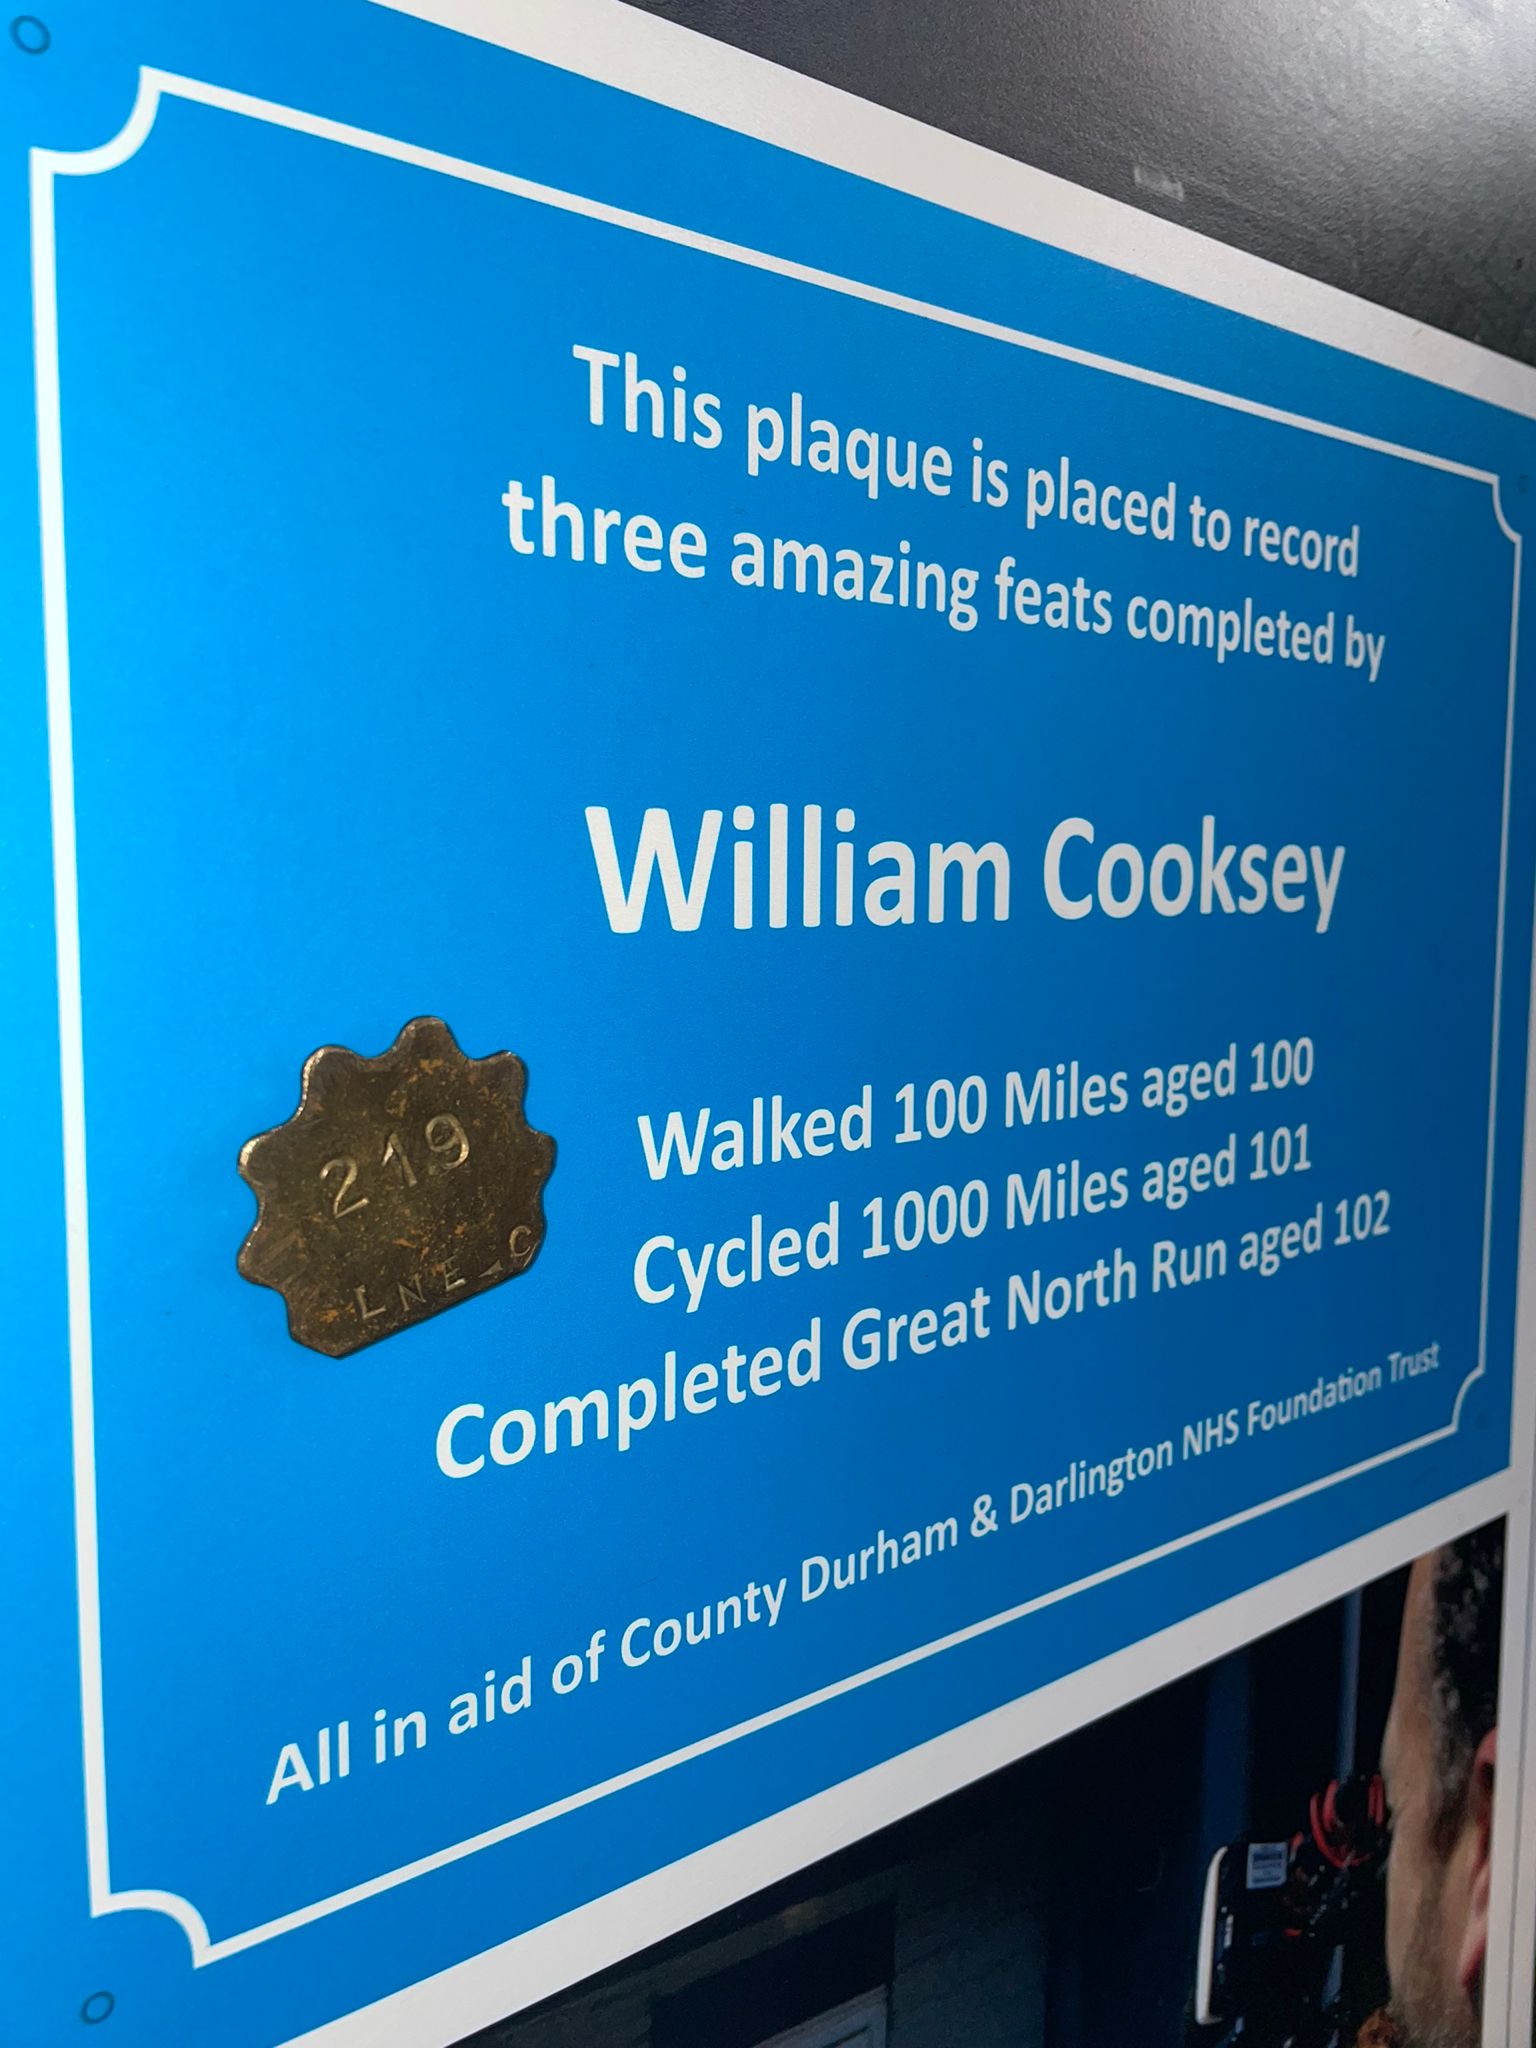 This plaque is placed to record
three amazing feats completed by
William Cooksey
219
LNE
C
Walked 100 Miles aged 100
Cycled 1000 Miles aged 101
Completed Great North Run aged 102
All in aid of County Durham & Darlington NHS Foundation Trust